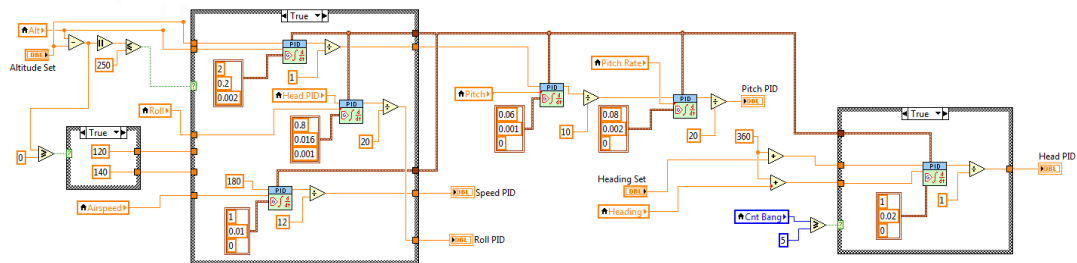 True
Alt
DBL
Altitude Set
250
PID
2
0.2
0.002
1
Head PID
PID
0.8
0.016
0.001
20
Roll
True
0
120
140
Airspeed
180
PID
1
0.01
0
12
DBL
Speed PID
DBL
Roll PID
Pitch
PID
0.06
0.001
0
10
Pitch Rate
PID
0.08
0.002
0
20
Pitch PID
DBL
360
Heading Set
DBL
Heading
Cnt Bang
5
True
PID
1
0.02
0
1
Head PID
DBL